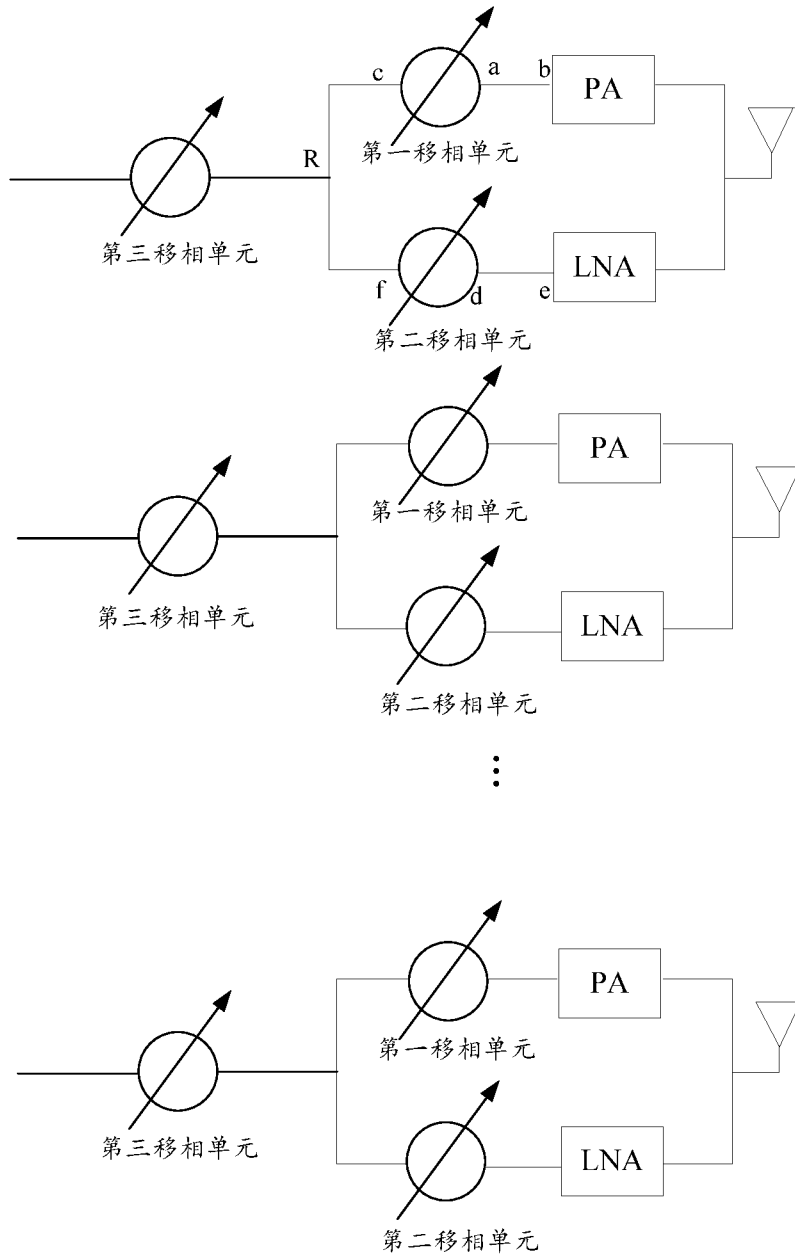 c
a
b
PA
R
第一移相单元
第三移相单元
f
d
e
LNA
第二移相单元
PA
第一移相单元
第三移相单元
LNA
第二移相单元
PA
第一移相单元
第三移相单元
LNA
第二移相单元